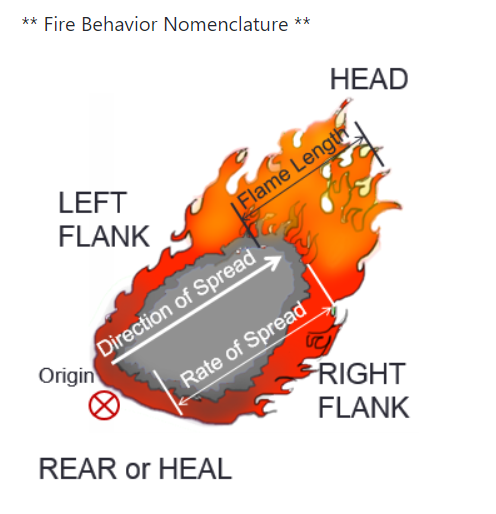 ** Fire Behavior Nomenclature **
HEAD
Flame Length
LEFT
FLANK
Direction of Spread
Rate of Spread
Origin
RIGHT
FLANK
REAR or HEAL